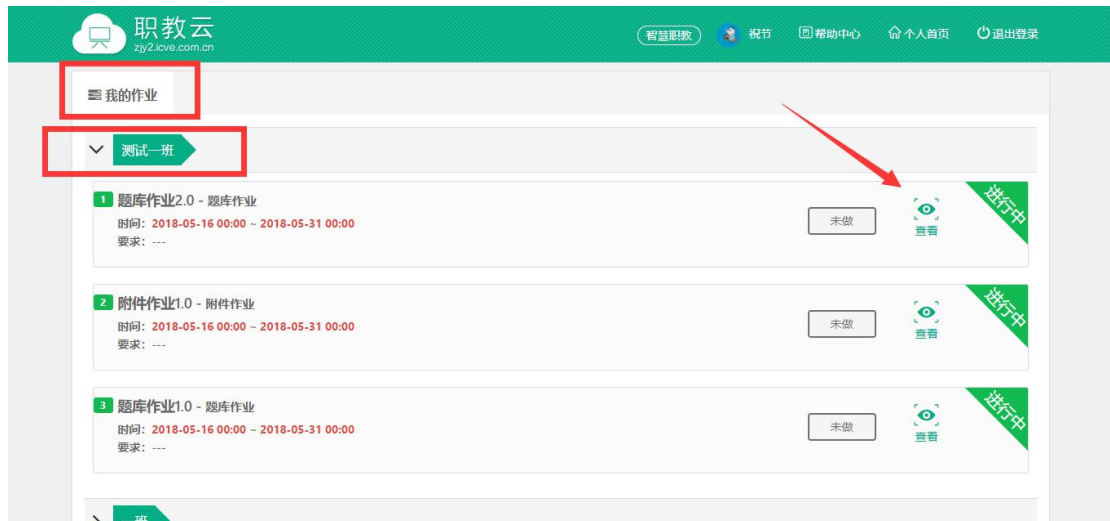 职教云
zjy2.icve.com.cn
智慧职教 祝节 帮助中心 个人首页 退出登录
我的作业
测试一班
1 题库作业2.0 - 题库作业
时间：2018-05-16 00:00 ~ 2018-05-31 00:00
要求：---
未做
查看
进行中
2 附件作业1.0 - 附件作业
时间：2018-05-16 00:00 ~ 2018-05-31 00:00
要求：---
未做
查看
进行中
3 题库作业1.0 - 题库作业
时间：2018-05-16 00:00 ~ 2018-05-31 00:00
要求：---
未做
查看
进行中